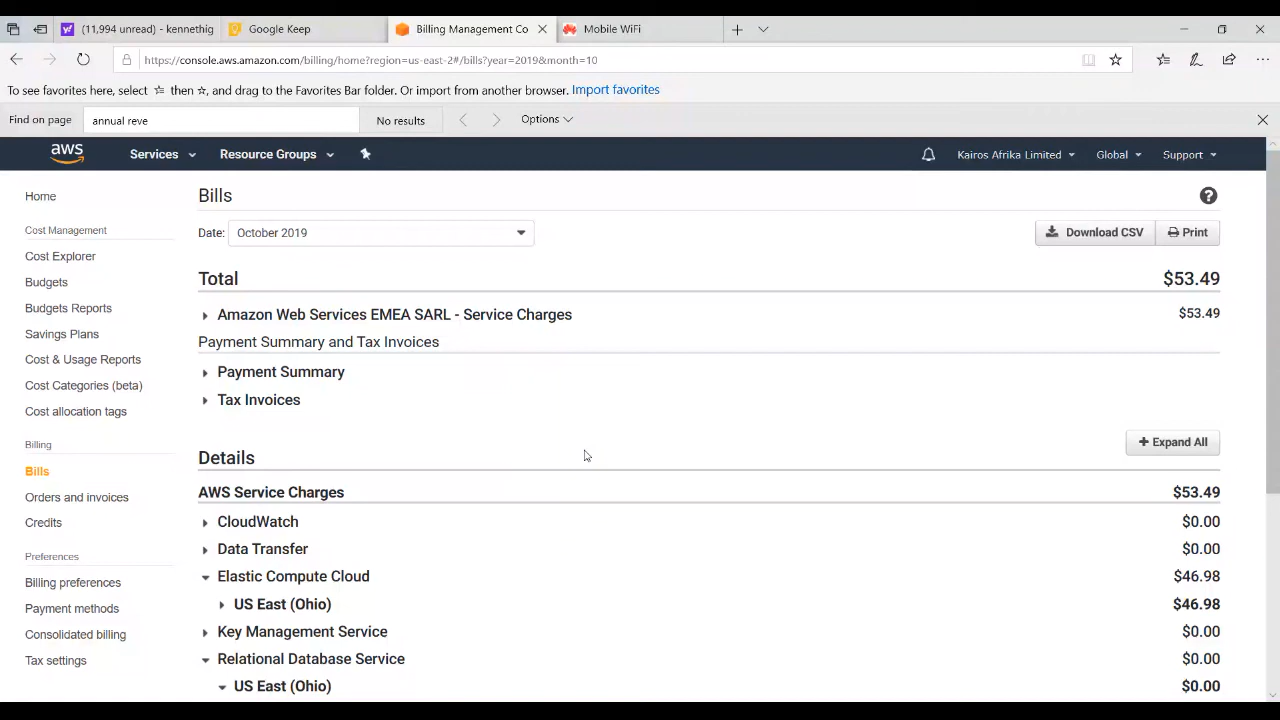 (11,994 unread) - kennethig
Google Keep
Billing Management Co
Mobile WiFi
https://console.aws.amazon.com/billing/home?region=us-east-2#/bills?year=2019&month=10
To see favorites here, select then ☆, and drag to the Favorites Bar folder. Or import from another browser. Import favorites
Find on page annual reve No results Options
aws Services Resource Groups Kairos Afrika Limited Global Support
Home
Cost Management
Cost Explorer
Budgets
Budgets Reports
Savings Plans
Cost & Usage Reports
Cost Categories (beta)
Cost allocation tags
Billing
Bills
Orders and invoices
Credits
Preferences
Billing preferences
Payment methods
Consolidated billing
Tax settings
Bills
Date: October 2019 Download CSV Print
Total $53.49
Amazon Web Services EMEA SARL - Service Charges $53.49
Payment Summary and Tax Invoices
Payment Summary
Tax Invoices
+ Expand All
Details
AWS Service Charges $53.49
CloudWatch $0.00
Data Transfer $0.00
Elastic Compute Cloud $46.98
US East (Ohio) $46.98
Key Management Service $0.00
Relational Database Service $0.00
US East (Ohio) $0.00